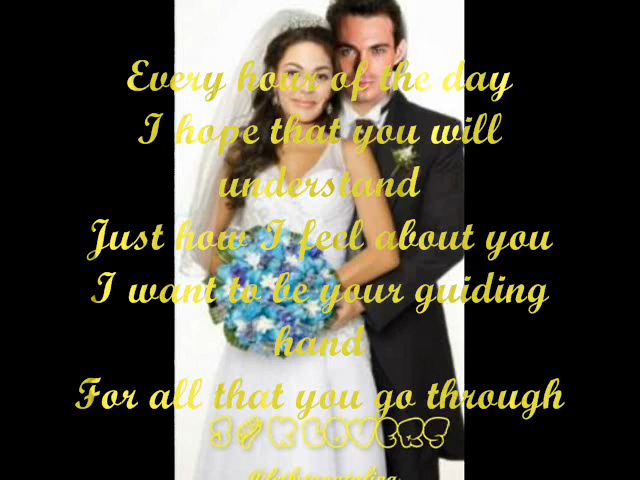 Every hour of the day
I hope that you will
understand
Just how I feel about you
I want to be your guiding
hand
For all that you go through
J & K LOVERS